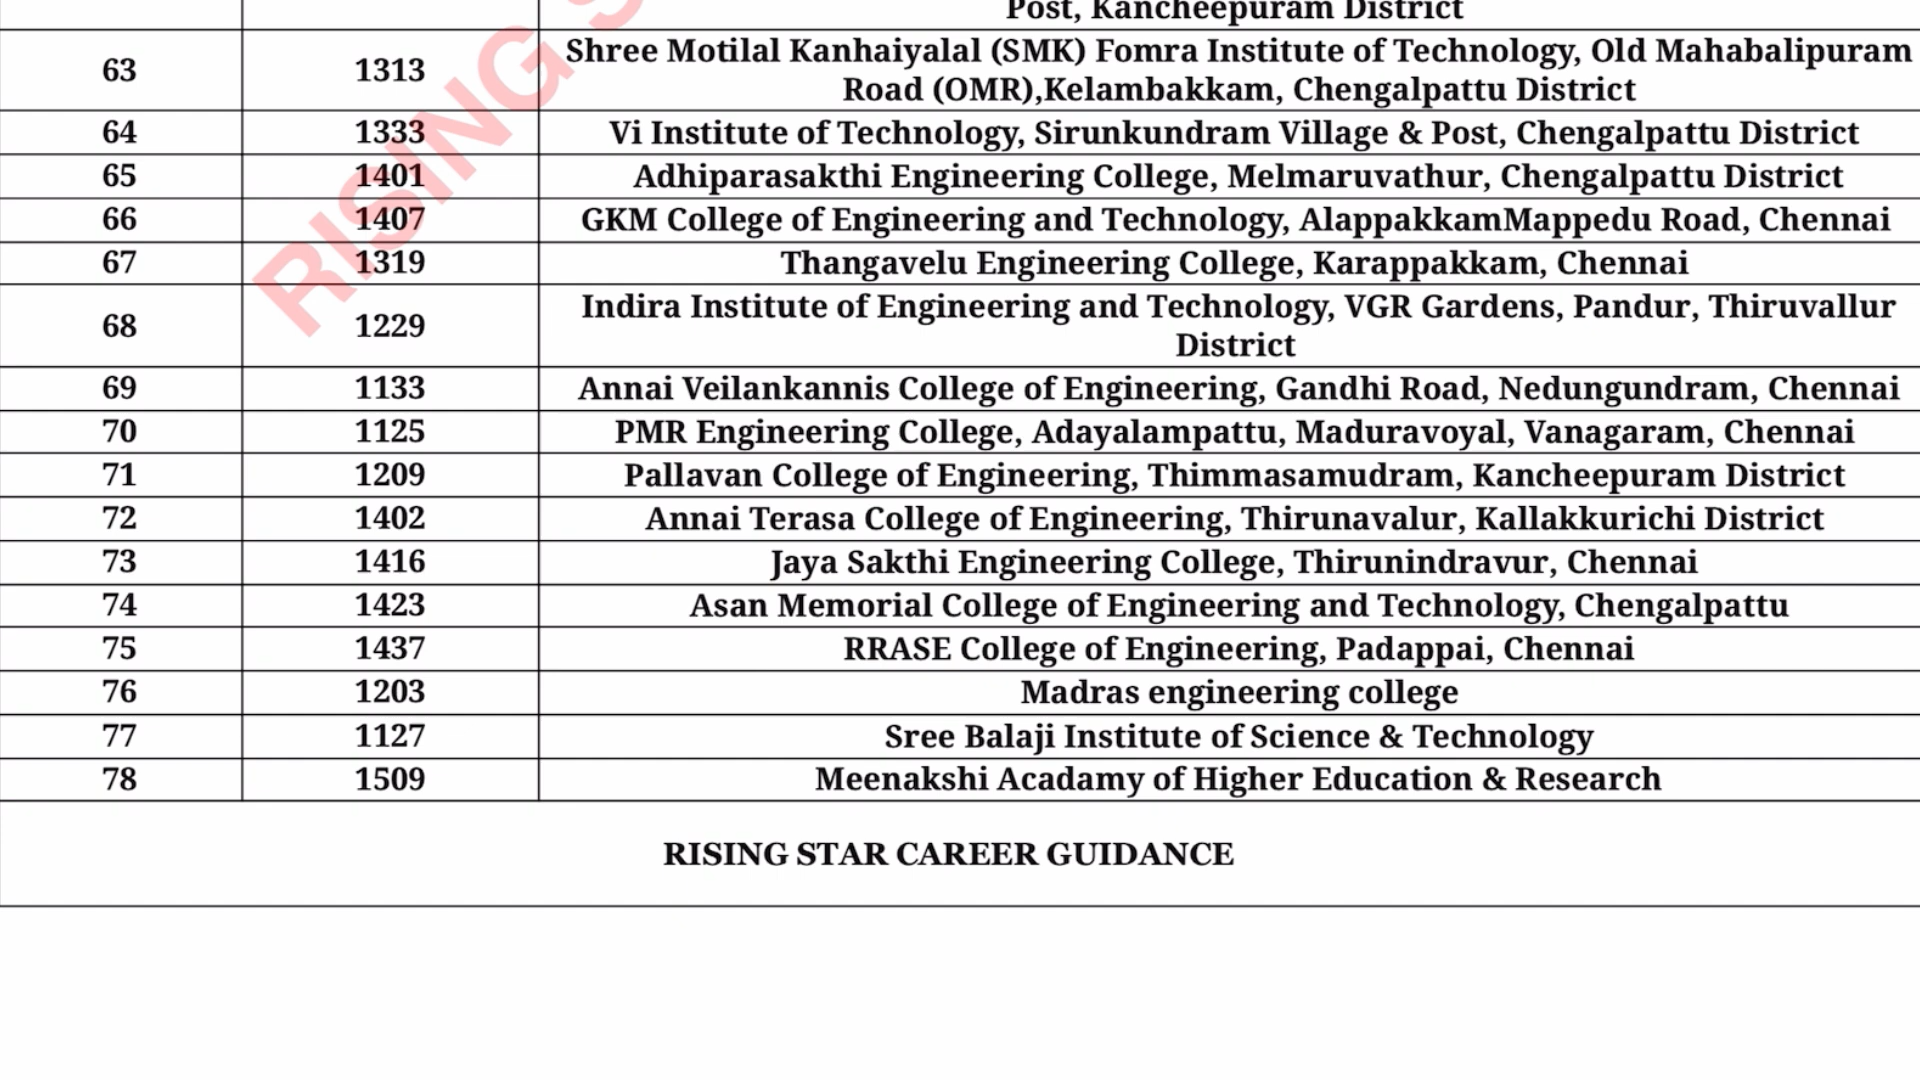 Post, Kancheepuram District
63 1313 Shree Motilal Kanhaiyalal (SMK) Fomra Institute of Technology, Old Mahabalipuram
Road (OMR),Kelambakkam, Chengalpattu District
64 1333 Vi Institute of Technology, Sirunkundram Village & Post, Chengalpattu District
65 1401 Adhiparasakthi Engineering College, Melmaruvathur, Chengalpattu District
66 1407 GKM College of Engineering and Technology, AlappakkamMappedu Road, Chennai
67 1319 Thangavelu Engineering College, Karappakkam, Chennai
68 1229 Indira Institute of Engineering and Technology, VGR Gardens, Pandur, Thiruvallur
District
69 1133 Annai Veilankannis College of Engineering, Gandhi Road, Nedungundram, Chennai
70 1125 PMR Engineering College, Adayalampattu, Maduravoyal, Vanagaram, Chennai
71 1209 Pallavan College of Engineering, Thimmasamudram, Kancheepuram District
72 1402 Annai Terasa College of Engineering, Thirunavalur, Kallakkurichi District
73 1416 Jaya Sakthi Engineering College, Thirunindravur, Chennai
74 1423 Asan Memorial College of Engineering and Technology, Chengalpattu
75 1437 RRASE College of Engineering, Padappai, Chennai
76 1203 Madras engineering college
77 1127 Sree Balaji Institute of Science & Technology
78 1509 Meenakshi Acadamy of Higher Education & Research
RISING STAR CAREER GUIDANCE
RISING S